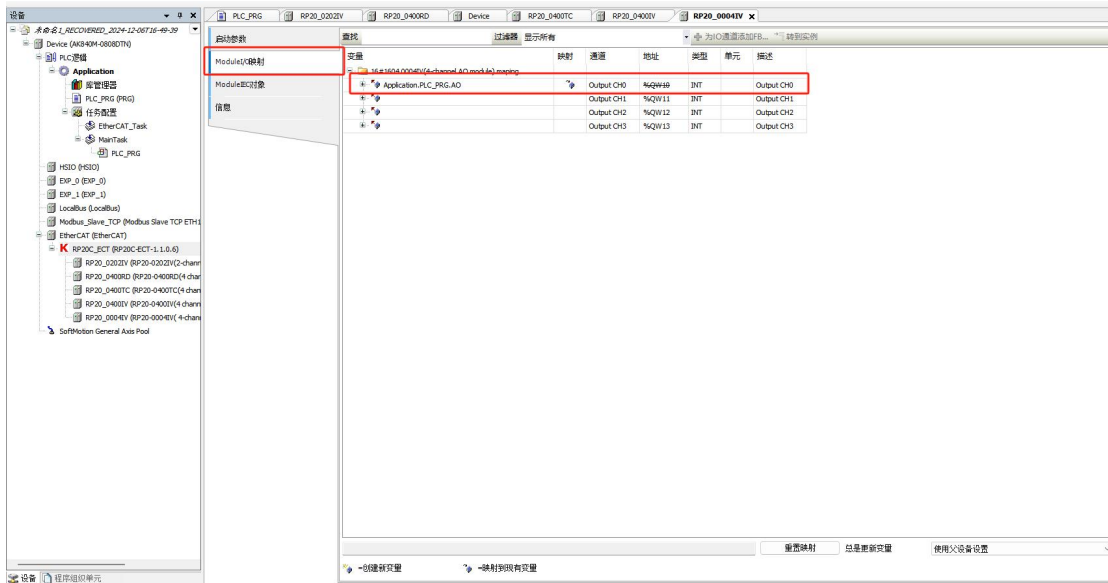 设备
未命名1_RECOVERED_2024-12-06T16-49-39
Device (AK840M-0808DTN)
PLC逻辑
Application
库管理器
PLC_PRG (PRG)
任务配置
EtherCAT_Task
MainTask
PLC_PRG
HSIO (HSIO)
EXP_0 (EXP_0)
EXP_1 (EXP_1)
LocalBus (LocalBus)
Modbus_Slave_TCP (Modbus Slave TCP ETH1
EtherCAT (EtherCAT)
RP20C_ECT (RP20C-ECT-1.1.0.6)
RP20_0202IV (RP20-0202IV(2-chann
RP20_0400RD (RP20-0400RD(4 char
RP20_0400TC (RP20-0400TC(4 chan
RP20_0400IV (RP20-0400IV(4 chann
RP20_0004IV (RP20-0004IV( 4-chan
SoftMotion General Axis Pool
设备 程序组织单元
PLC_PRG RP20_0202IV RP20_0400RD Device RP20_0400TC RP20_0400IV RP20_0004IV
启动参数
ModuleI/O映射
ModuleIEC对象
信息
查找 过滤器 显示所有 为IO通道添加FB... 转到实例
变量 映射 通道 地址 类型 单元 描述
16#1604 0004IV(4-channel AO module) maping
Application.PLC_PRG.AO Output CH0 %QW10 INT Output CH0
Output CH1 %QW11 INT Output CH1
Output CH2 %QW12 INT Output CH2
Output CH3 %QW13 INT Output CH3
重置映射 总是更新变量 使用父设备设置
=创建新变量 =映射到现有变量